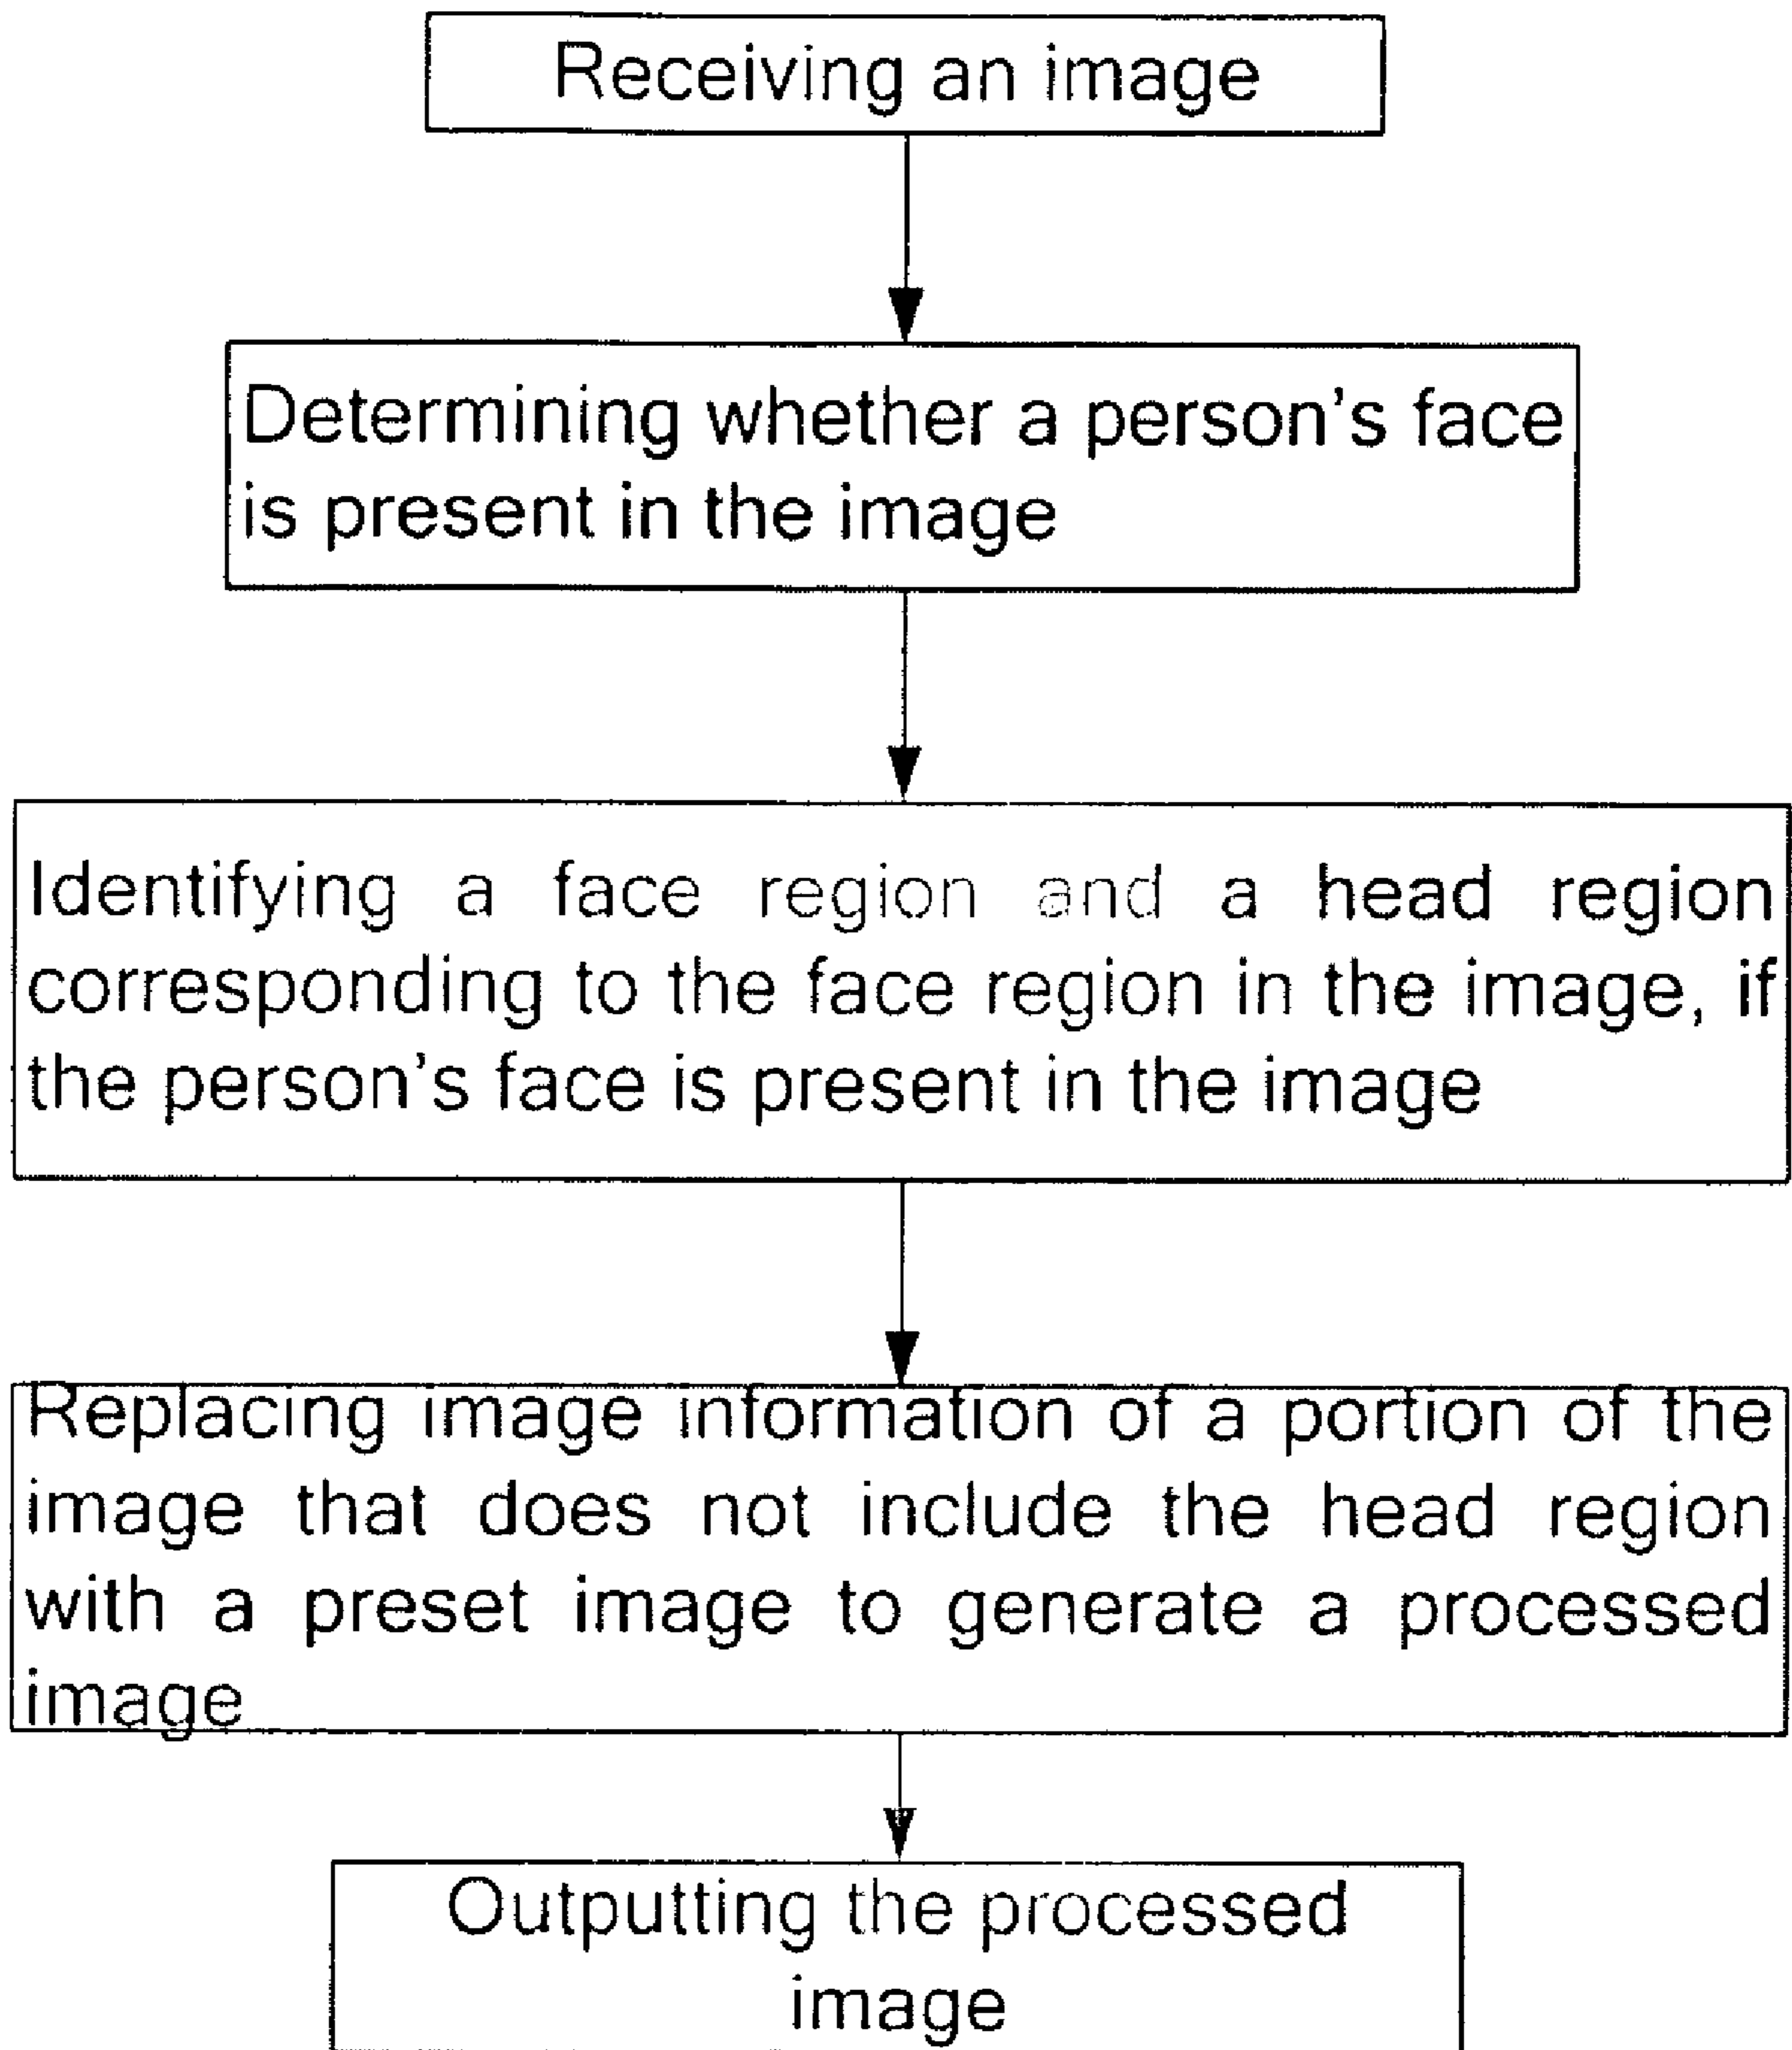 Receiving an image
Determining whether a person's face
is present in the image
Identifying a face region and a head region
corresponding to the face region in the image, if
the person's face is present in the image
Replacing image information of a portion of the
image that does not include the head region
with a preset image to generate a processed
image
Outputting the processed
image